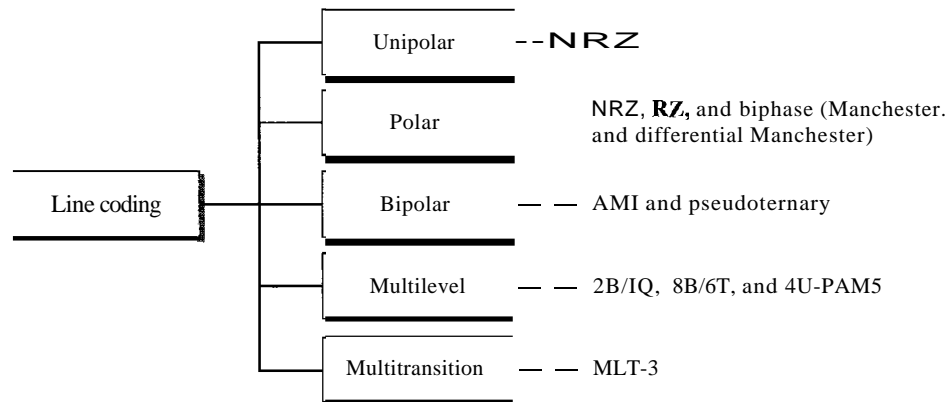 Unipolar --NRZ
Polar NRZ, RZ, and biphase (Manchester.
and differential Manchester)
Line coding
Bipolar — — AMI and pseudoternary
Multilevel — — 2B/IQ, 8B/6T, and 4U-PAM5
Multitransition — — MLT-3